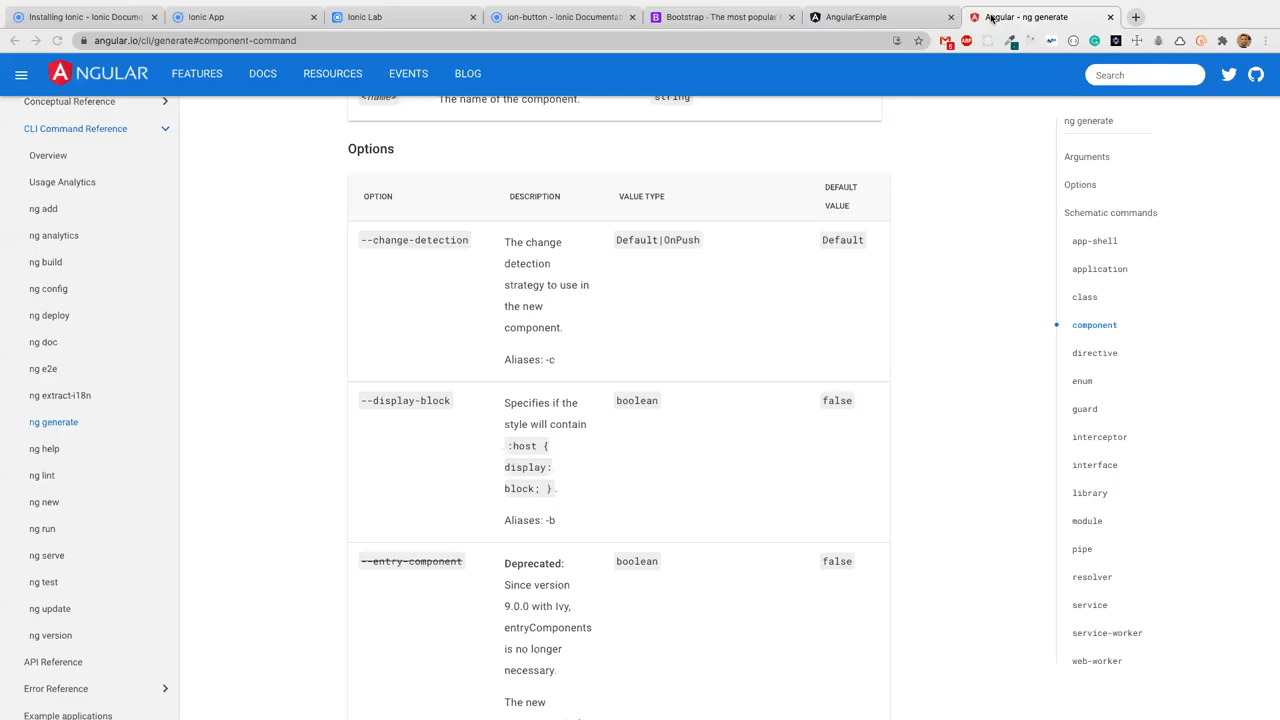 Installing Ionic - Ionic Docume
Ionic App
Ionic Lab
ion-button - Ionic Documentat
Bootstrap · The most popular
AngularExample
Angular - ng generate
angular.io/cli/generate#component-command
ANGULAR
FEATURES
DOCS
RESOURCES
EVENTS
BLOG
Search
Conceptual Reference
CLI Command Reference
Overview
Usage Analytics
ng add
ng analytics
ng build
ng config
ng deploy
ng doc
ng e2e
ng extract-i18n
ng generate
ng help
ng lint
ng new
ng run
ng serve
ng test
ng update
ng version
API Reference
Error Reference
Example applications
<name>
The name of the component.
string
Options
OPTION
DESCRIPTION
VALUE TYPE
DEFAULT
VALUE
--change-detection
The change
detection
strategy to use in
the new
component.
Aliases: -c
Default|OnPush
Default
--display-block
Specifies if the
style will contain
:host {
display:
block; }.
Aliases: -b
boolean
false
--entry-component
Deprecated:
Since version
9.0.0 with Ivy,
entryComponents
is no longer
necessary.
The new
boolean
false
ng generate
Arguments
Options
Schematic commands
app-shell
application
class
component
directive
enum
guard
interceptor
interface
library
module
pipe
resolver
service
service-worker
web-worker